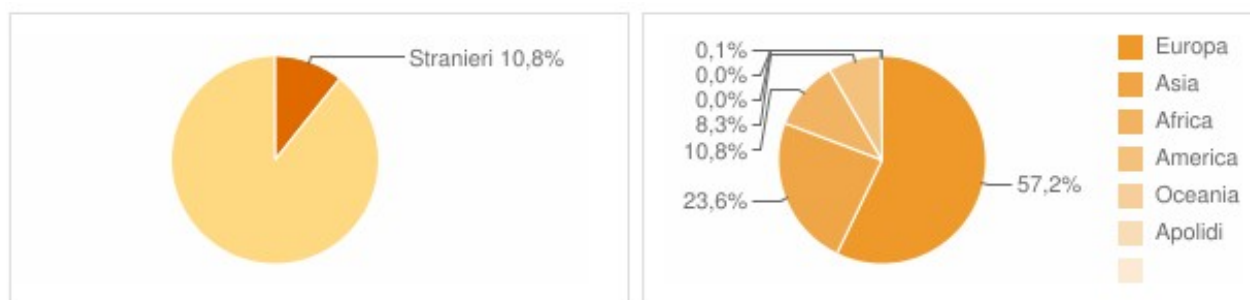 Stranieri 10,8%
0,1%
0,0%
0,0%
8,3%
10,8%
23,6%
57,2%
Europa
Asia
Africa
America
Oceania
Apolidi